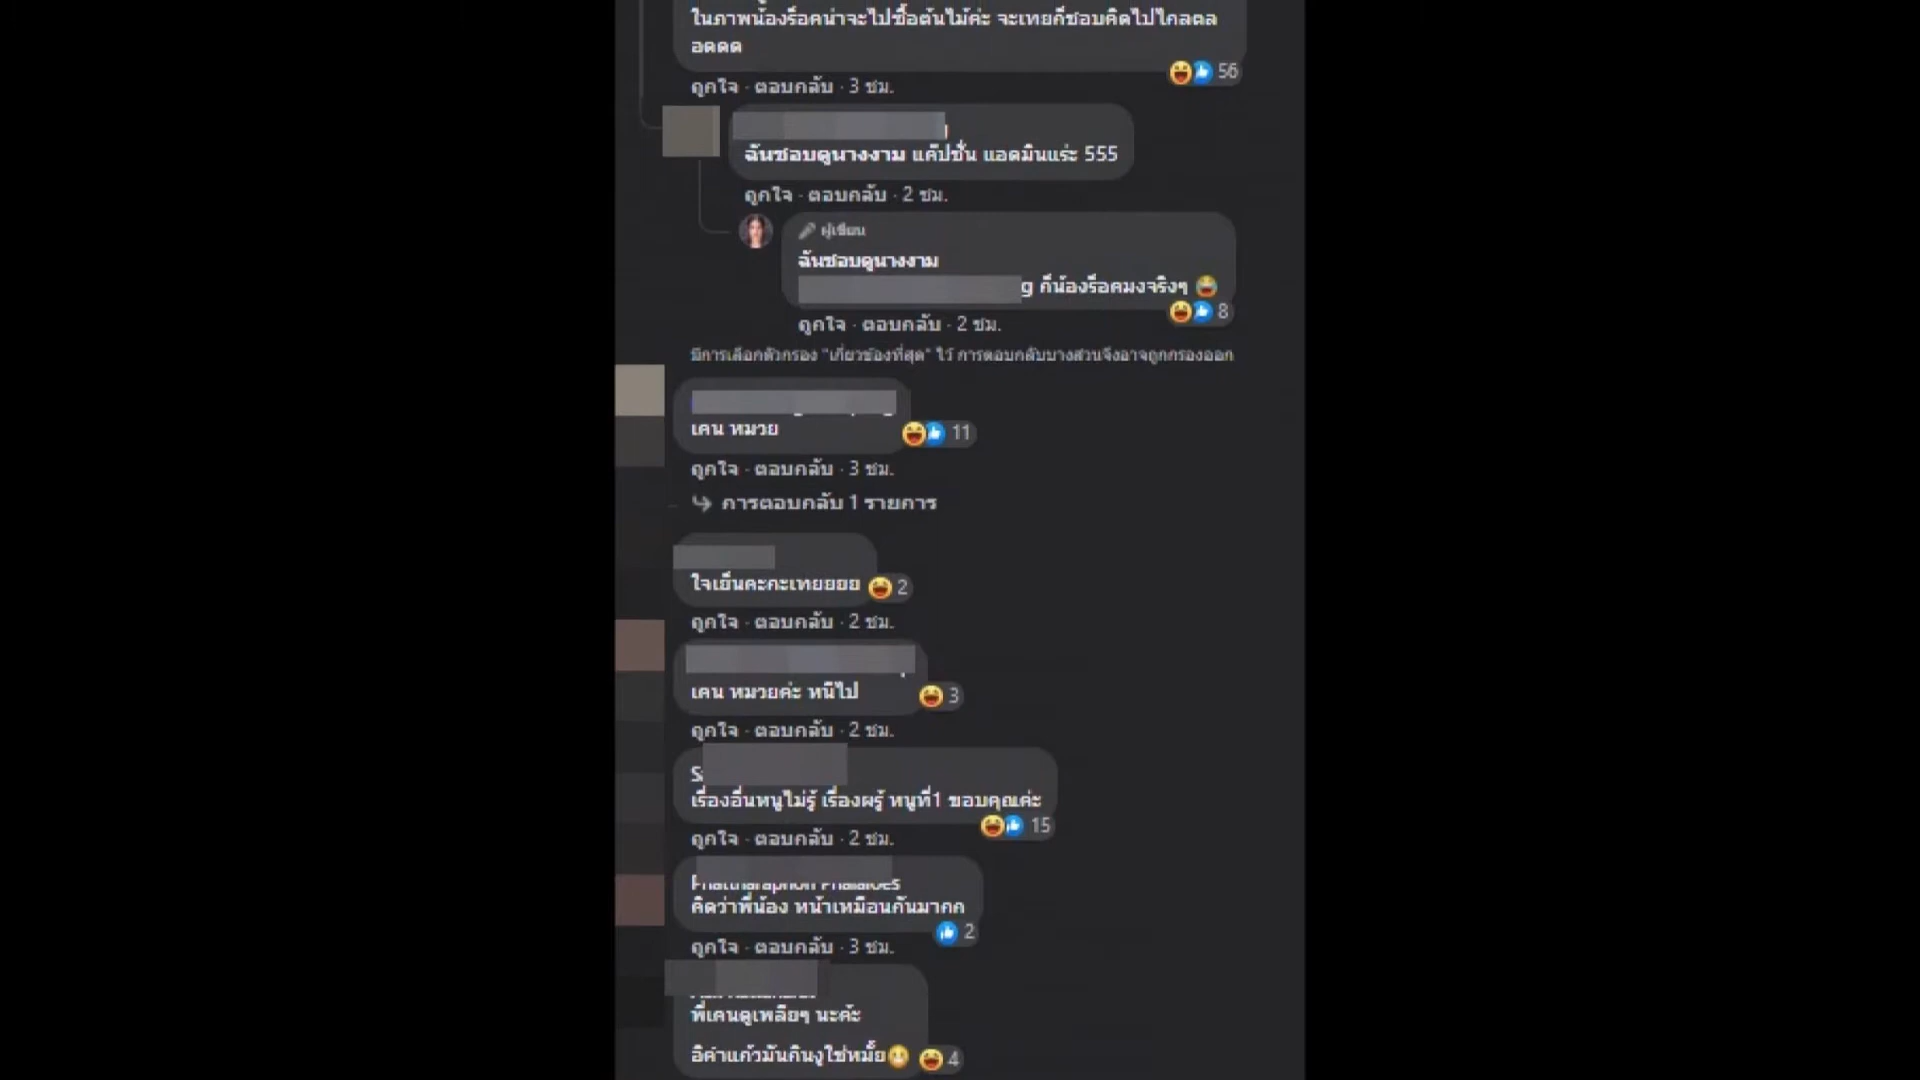 ในภาพน้องร็อคน่าจะไปซื้อต้นไม้ค่ะ จะเทยก็ชอบคิดไปไกลตล
อดดด
56
ถูกใจ · ตอบกลับ · 3 ชม.
ฉันชอบดูนางงาม แค๊ปชั่น แอดมินแร่ะ 555
ถูกใจ · ตอบกลับ · 2 ชม.
ผู้เขียน
ฉันชอบดูนางงาม
g ก็น้องร็อคมงจริงๆ
8
ถูกใจ · ตอบกลับ · 2 ชม.
มีการเลือกตัวกรอง "เกี่ยวข้องที่สุด" ไว้ การตอบกลับบางส่วนจึงอาจถูกกรองออก
เคน หมวย
11
ถูกใจ · ตอบกลับ · 3 ชม.
การตอบกลับ 1 รายการ
ใจเย็นคะกะเทยยยย
2
ถูกใจ · ตอบกลับ · 2 ชม.
เคน หมวยค่ะ หนีไป
3
ถูกใจ · ตอบกลับ · 2 ชม.
เรื่องอื่นหนูไม่รู้ เรื่องผรู้ หนูที่1 ขอบคุณค่ะ
15
ถูกใจ · ตอบกลับ · 2 ชม.
คิดว่าพี่น้อง หน้าเหมือนกันมากก
2
ถูกใจ · ตอบกลับ · 3 ชม.
พี่เคนดูเพลียๆ นะค้ะ
อีคำแก้วมันกินงูใช่หมั้ย
4